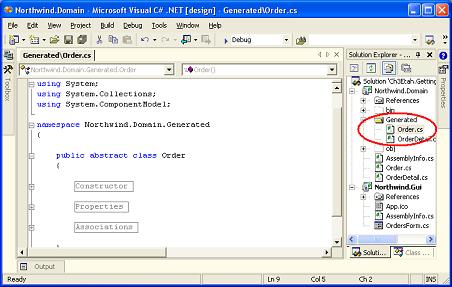 Northwind.Domain - Microsoft Visual C# .NET [design] - Generated\Order.cs
File Edit View Project Build Debug Tools Window Help
Debug
Generated\Order.cs
Northwind.Domain.Generated.Order
Order()
using System;
using System.Collections;
using System.ComponentModel;
namespace Northwind.Domain.Generated
{
public abstract class Order
{
Constructor
Properties
Associations
}
Toolbox
Solution Explorer - ...
Solution 'Ch3Etah.Getting
Northwind.Domain
References
bin
Generated
Order.cs
OrderDetail.c
obj
AssemblyInfo.cs
Order.cs
OrderDetail.cs
Northwind.Gui
References
App.ico
AssemblyInfo.cs
OrdersForm.cs
Soluti...
Class ...
Properties
Output
Ready
Ln 9
Col 5
Ch 2
INS